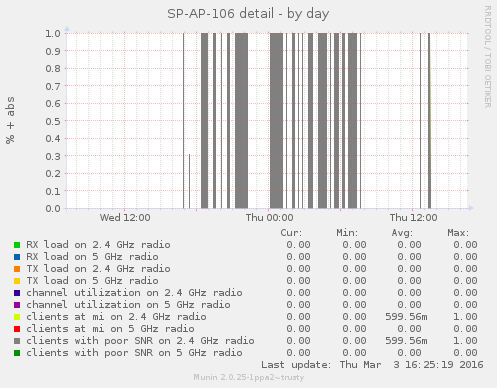 SP-AP-106 detail - by day
RRDTOOL / TOBI OETIKER
% + abs
1.0
0.9
0.8
0.7
0.6
0.5
0.4
0.3
0.2
0.1
0.0
Wed 12:00 Thu 00:00 Thu 12:00
Cur: Min: Avg: Max:
RX load on 2.4 GHz radio 0.00 0.00 0.00 0.00
RX load on 5 GHz radio 0.00 0.00 0.00 0.00
TX load on 2.4 GHz radio 0.00 0.00 0.00 0.00
TX load on 5 GHz radio 0.00 0.00 0.00 0.00
channel utilization on 2.4 GHz radio 0.00 0.00 0.00 0.00
channel utilization on 5 GHz radio 0.00 0.00 0.00 0.00
clients at mi on 2.4 GHz radio 0.00 0.00 599.56m 1.00
clients at mi on 5 GHz radio 0.00 0.00 0.00 0.00
clients with poor SNR on 2.4 GHz radio 0.00 0.00 599.56m 1.00
clients with poor SNR on 5 GHz radio 0.00 0.00 0.00 0.00
Last update: Thu Mar 3 16:25:19 2016
Munin 2.0.25-1ppa2~trusty